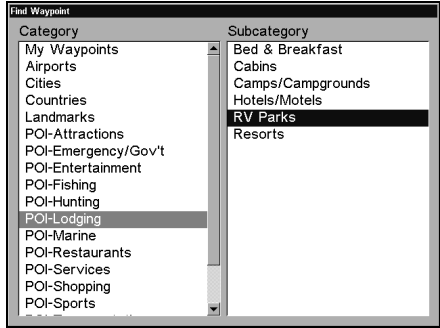 Find Waypoint
Category
My Waypoints
Airports
Cities
Countries
Landmarks
POI-Attractions
POI-Emergency/Gov't
POI-Entertainment
POI-Fishing
POI-Hunting
POI-Lodging
POI-Marine
POI-Restaurants
POI-Services
POI-Shopping
POI-Sports
Subcategory
Bed & Breakfast
Cabins
Camps/Campgrounds
Hotels/Motels
RV Parks
Resorts